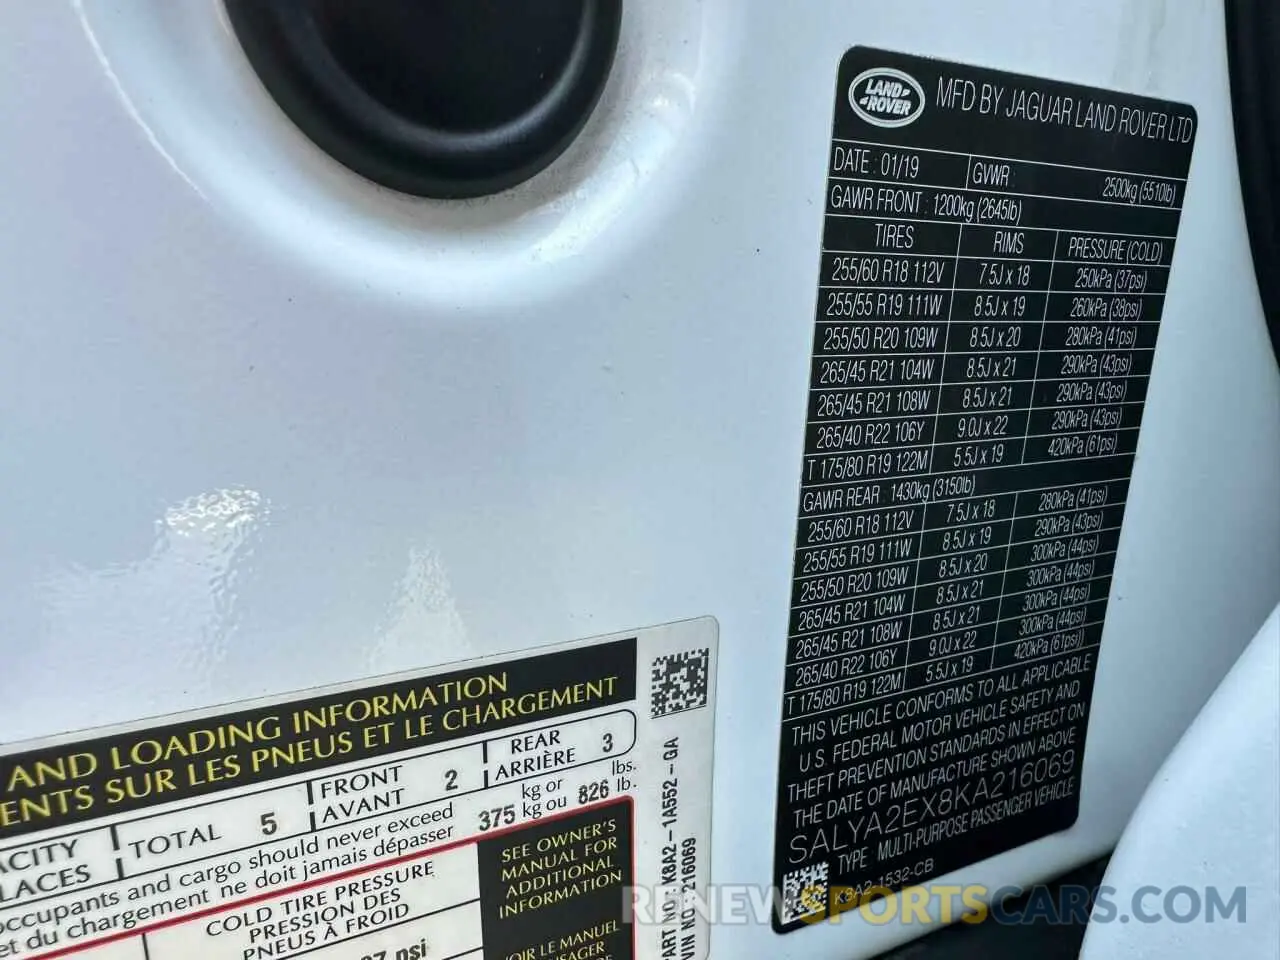 LAND ROVER
MFD BY JAGUAR LAND ROVER LTD
DATE : 01/19 GVWR : 2500kg (5510lb)
GAWR FRONT : 1200kg (2645lb)
TIRES RIMS PRESSURE (COLD)
255/60 R18 112V 7.5J x 18 250kPa (37psi)
255/55 R19 111W 8.5J x 19 260kPa (38psi)
255/50 R20 109W 8.5J x 20 280kPa (41psi)
265/45 R21 104W 8.5J x 21 290kPa (43psi)
265/45 R21 108W 8.5J x 21 290kPa (43psi)
265/40 R22 106Y 9.0J x 22 290kPa (43psi)
T 175/80 R19 122M 5.5J x 19 420kPa (61psi)
GAWR REAR : 1430kg (3150lb)
255/60 R18 112V 7.5J x 18 280kPa (41psi)
255/55 R19 111W 8.5J x 19 290kPa (43psi)
255/50 R20 109W 8.5J x 20 300kPa (44psi)
265/45 R21 104W 8.5J x 21 300kPa (44psi)
265/45 R21 108W 8.5J x 21 300kPa (44psi)
265/40 R22 106Y 9.0J x 22 300kPa (44psi)
T 175/80 R19 122M 5.5J x 19 420kPa (61psi))
THIS VEHICLE CONFORMS TO ALL APPLICABLE
U.S. FEDERAL MOTOR VEHICLE SAFETY AND
THEFT PREVENTION STANDARDS IN EFFECT ON
THE DATE OF MANUFACTURE SHOWN ABOVE
SALYA2EX8KA216069
TYPE : MULTI-PURPOSE PASSENGER VEHICLE
K8A2-1532-CB
AND LOADING INFORMATION
ENTS SUR LES PNEUS ET LE CHARGEMENT
ACITY TOTAL 5 FRONT 2 REAR 3
LACES AVANT ARRIÈRE
occupants and cargo should never exceed 375 kg or 826 lbs.
et du chargement ne doit jamais dépasser kg ou lb.
COLD TIRE PRESSURE
PRESSION DES
PNEUS À FROID
SEE OWNER'S
MANUAL FOR
ADDITIONAL
INFORMATION
VOIR LE MANUEL
USAGER
psi
PART NO : K8A2-1A552-GA
VIN NO : 216069
RENEWSPORTSCARS.COM